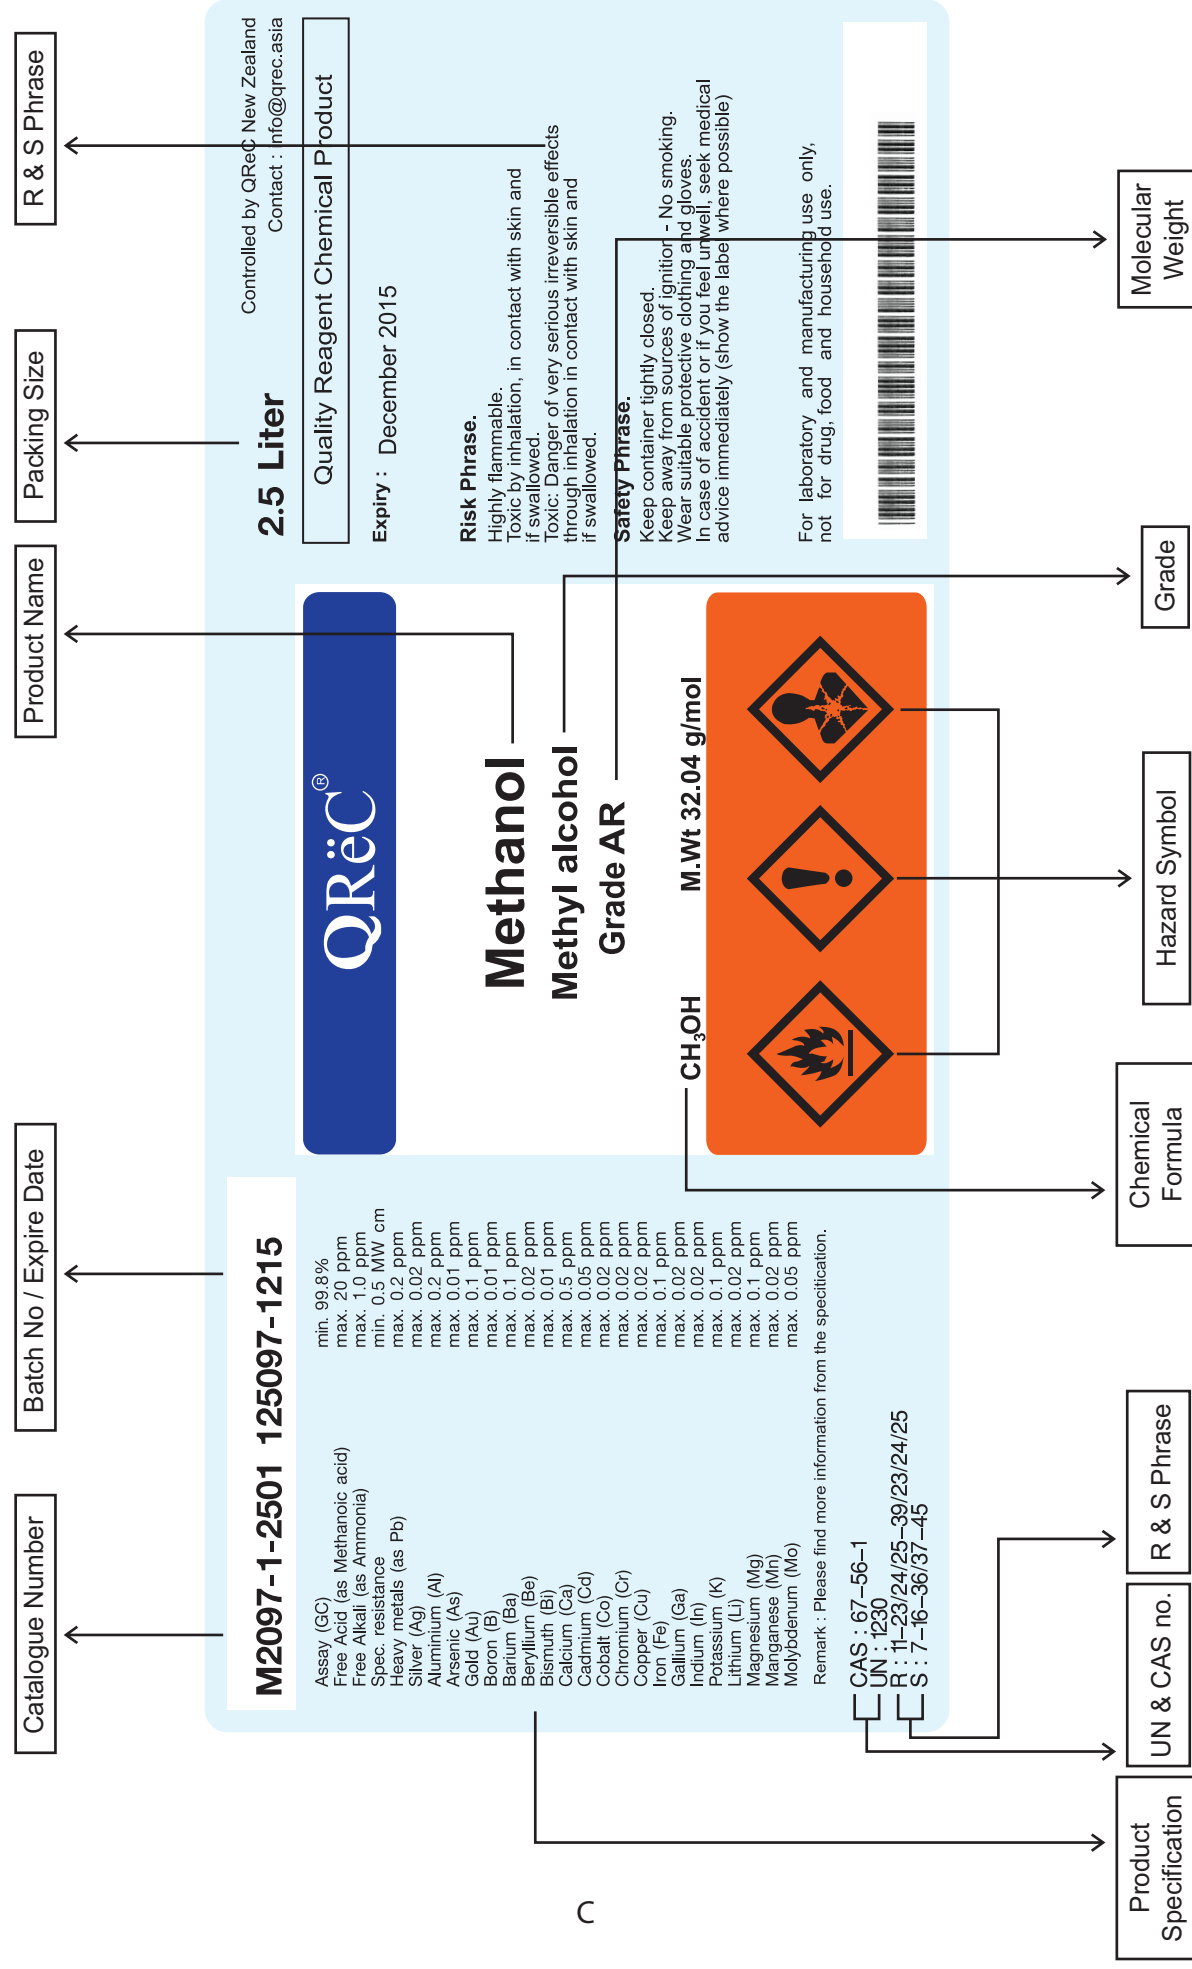 Catalogue Number
Batch No / Expire Date
Product Name
Packing Size
R & S Phrase
M2097-1-2501 125097-1215
Assay (GC) min. 99.8%
Free Acid (as Methanoic acid) max. 20 ppm
Free Alkali (as Ammonia) max. 1.0 ppm
Spec. resistance min. 0.5 MW cm
Heavy metals (as Pb) max. 0.2 ppm
Silver (Ag) max. 0.02 ppm
Aluminium (Al) max. 0.2 ppm
Arsenic (As) max. 0.01 ppm
Gold (Au) max. 0.1 ppm
Boron (B) max. 0.01 ppm
Barium (Ba) max. 0.1 ppm
Beryllium (Be) max. 0.02 ppm
Bismuth (Bi) max. 0.01 ppm
Calcium (Ca) max. 0.5 ppm
Cadmium (Cd) max. 0.05 ppm
Cobalt (Co) max. 0.02 ppm
Chromium (Cr) max. 0.02 ppm
Copper (Cu) max. 0.02 ppm
Iron (Fe) max. 0.1 ppm
Gallium (Ga) max. 0.02 ppm
Indium (In) max. 0.02 ppm
Potassium (K) max. 0.1 ppm
Lithium (Li) max. 0.02 ppm
Magnesium (Mg) max. 0.1 ppm
Manganese (Mn) max. 0.02 ppm
Molybdenum (Mo) max. 0.05 ppm
Remark : Please find more information from the specitication.
CAS : 67–56–1
UN : 1230
R : 11–23/24/25–39/23/24/25
S : 7–16–36/37–45
QRëC®
Methanol
Methyl alcohol
Grade AR
CH₃OH M.Wt 32.04 g/mol
2.5 Liter
Controlled by QReC New Zealand
Contact : info@qrec.asia
Quality Reagent Chemical Product
Expiry : December 2015
Risk Phrase.
Highly flammable.
Toxic by inhalation, in contact with skin and
if swallowed.
Toxic: Danger of very serious irreversible effects
through inhalation in contact with skin and
if swallowed.
Safety Phrase.
Keep container tightly closed.
Keep away from sources of ignition - No smoking.
Wear suitable protective clothing and gloves.
In case of accident or if you feel unwell, seek medical
advice immediately (show the label where possible)
For laboratory and manufacturing use only,
not for drug, food and household use.
Product
Specification
UN & CAS no.
R & S Phrase
Chemical
Formula
Hazard Symbol
Grade
Molecular
Weight
C